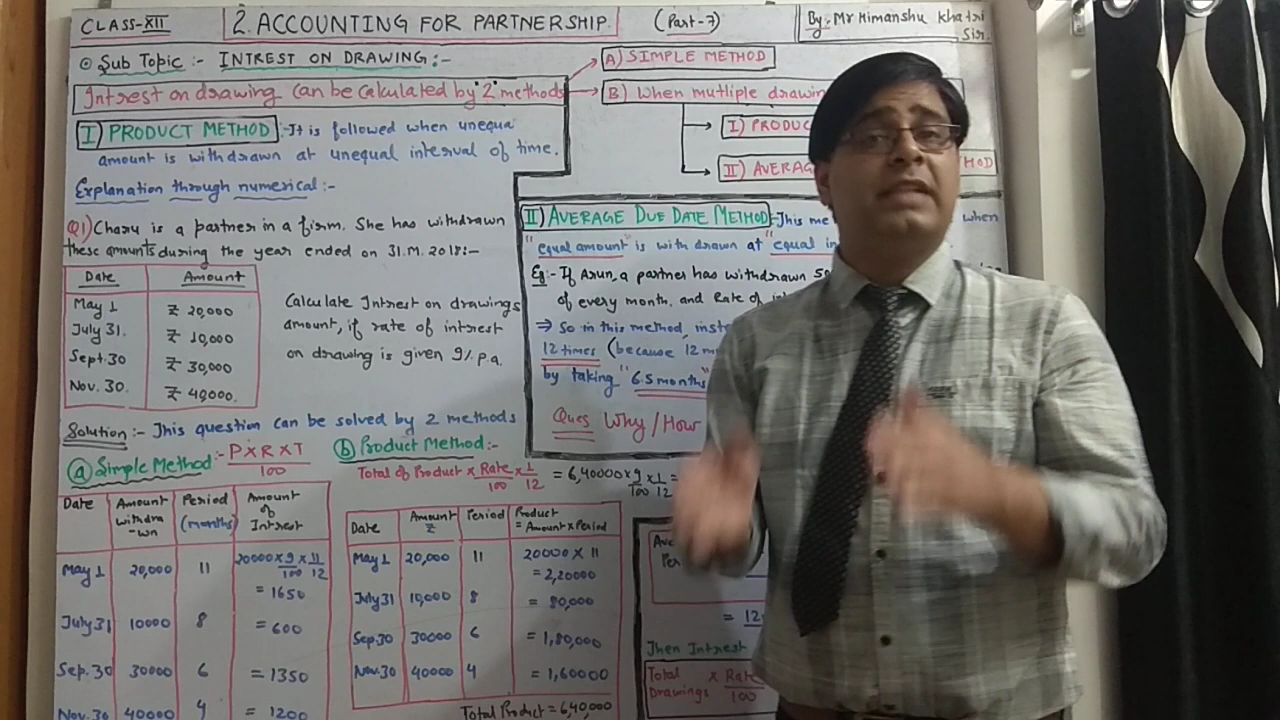 CLASS-XII
2. ACCOUNTING FOR PARTNERSHIP.
(Part-7)
By:- Mr Himanshu Khatri
Sir.
⊙ Sub Topic :- INTREST ON DRAWING :-
Intrest on drawing can be calculated by "2" methods
A) SIMPLE METHOD
B) When mutliple drawin
I) PRODUC
II) AVERAG
HOD
I) PRODUCT METHOD :- It is followed when unequa
amount is withdrawn at unequal interval of time.
Explanation through numerical :-
Q1) Charu is a partner in a firm. She has withdrawn
these amounts during the year ended on 31.M. 2018:-
Date Amount
May 1 ₹ 20,000
July 31. ₹ 10,000
Sept. 30 ₹ 30,000
Nov. 30. ₹ 40000.
Calculate Intrest on drawings
amount, if rate of intrest
on drawing is given 9% p.a.
II) AVERAGE DUE DATE METHOD :- This me when
"equal amount" is with drawn at "equal in
Eg:- If Arun, a partner has withdrawn 50
of every month. and Rate of
⇒ So in this method, inste
12 times (because 12 m
by taking "6.5 months"
Ques Why / How
Solution :- This question can be solved by 2 methods
(a) Simple Method :- P X R X T / 100
Date Amount withdra-wn Period (months) Amount of Intrest
May 1 20,000 11 20000 x 9/100 x 11/12 = 1650
July 31 10000 8 = 600
Sep. 30 30000 6 = 1350
Nov. 30 40000 4 = 1200
(b) Product Method :-
Total of Product x Rate/100 x 1/12 = 6,40000 x 9/100 x 1/12 =
Date Amount ₹ Period Product = Amount x Period
May 1 20,000 11 20000 X 11 = 2,20000
July 31 10,000 8 = 80,000
Sep. 30 30000 6 = 1,80,000
Nov. 30 40000 4 = 1,60000
Total Product = 6,40,000
Ave
Per
= 12
Then Intrest
Total Drawings x Rate/100